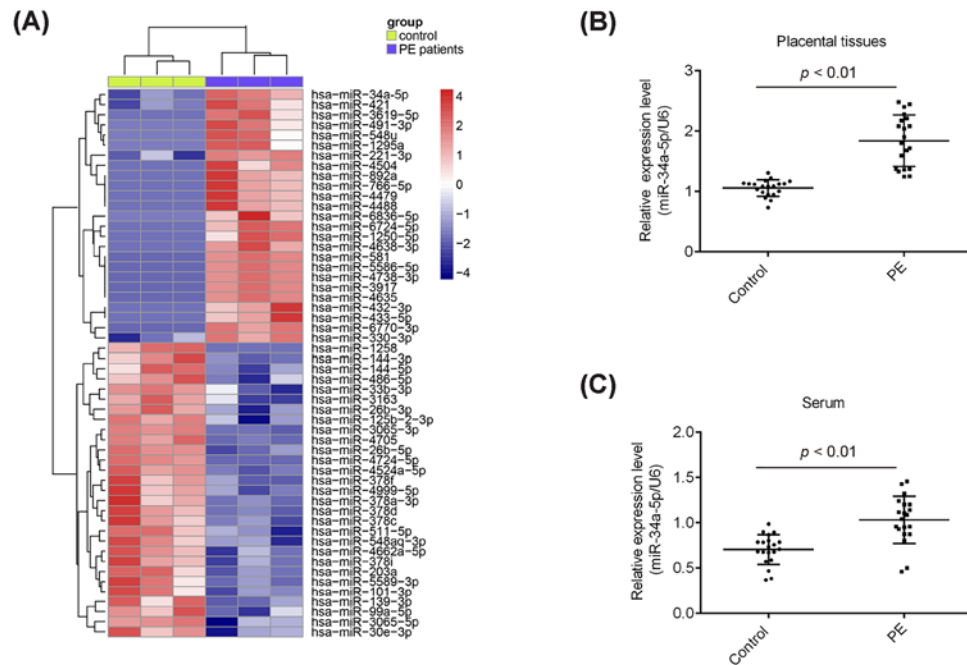 (A)
group
control
PE patients
hsa-miR-34a-5p
hsa-miR-421
hsa-miR-3619-5p
hsa-miR-491-3p
hsa-miR-548u
hsa-miR-1295a
hsa-miR-221-3p
hsa-miR-4504
hsa-miR-892a
hsa-miR-766-5p
hsa-miR-4479
hsa-miR-4488
hsa-miR-6836-5p
hsa-miR-6724-5p
hsa-miR-1250-5p
hsa-miR-4638-3p
hsa-miR-581
hsa-miR-5586-5p
hsa-miR-4738-3p
hsa-miR-3917
hsa-miR-4635
hsa-miR-432-3p
hsa-miR-433-5p
hsa-miR-6770-3p
hsa-miR-330-3p
hsa-miR-1258
hsa-miR-144-3p
hsa-miR-144-5p
hsa-miR-486-5p
hsa-miR-33b-3p
hsa-miR-3163
hsa-miR-26b-3p
hsa-miR-125b-2-3p
hsa-miR-3065-3p
hsa-miR-4705
hsa-miR-26b-5p
hsa-miR-4724-5p
hsa-miR-4524a-5p
hsa-miR-378f
hsa-miR-4999-5p
hsa-miR-378a-3p
hsa-miR-378d
hsa-miR-378c
hsa-miR-511-5p
hsa-miR-548aq-3p
hsa-miR-4662a-5p
hsa-miR-378i
hsa-miR-203a
hsa-miR-5589-3p
hsa-miR-101-3p
hsa-miR-139-3p
hsa-miR-99a-5p
hsa-miR-3065-5p
hsa-miR-30e-3p
4
2
0
−2
−4
(B)
Placental tissues
p < 0.01
Relative expression level
(miR-34a-5p/U6)
3
2
1
0
Control
PE
(C)
Serum
p < 0.01
Relative expression level
(miR-34a-5p/U6)
2.0
1.5
1.0
0.5
0.0
Control
PE